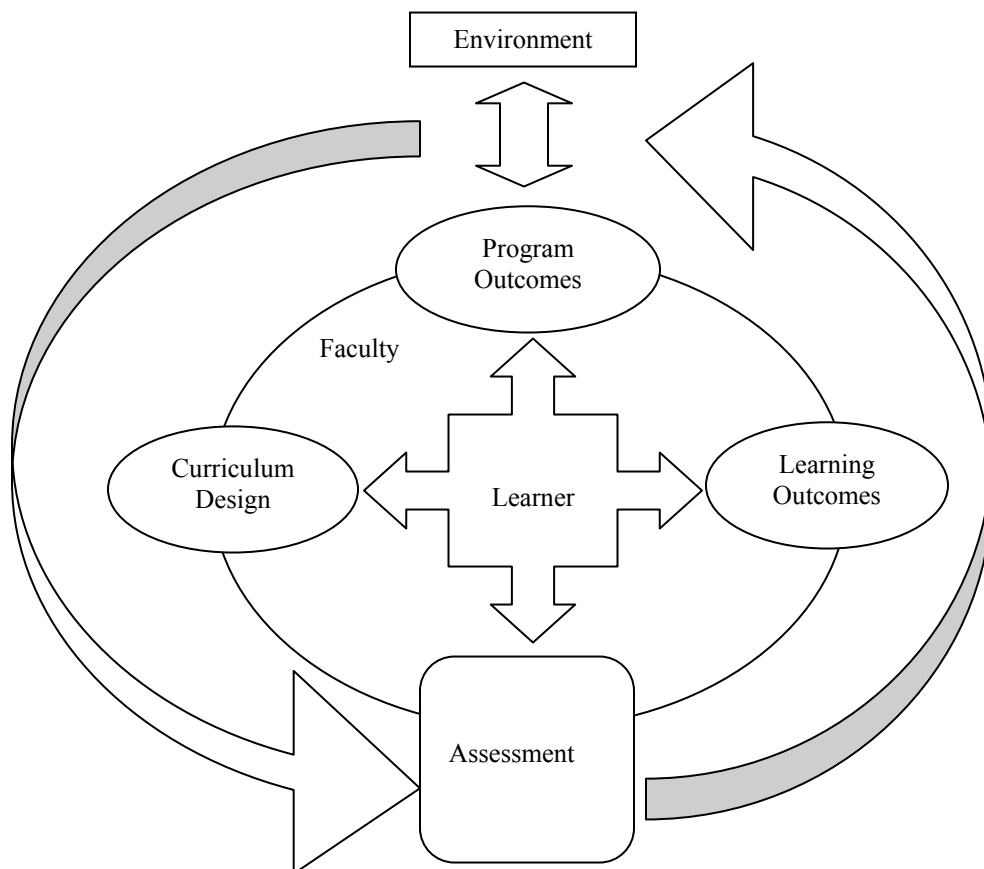 Environment
Program
Outcomes
Faculty
Curriculum
Design
Learner
Learning
Outcomes
Assessment